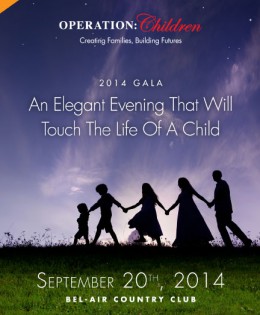 OPERATION: Children
Creating Families, Building Futures
2014 GALA
An Elegant Evening That Will
Touch The Life Of A Child
SEPTEMBER 20TH, 2014
BEL-AIR COUNTRY CLUB